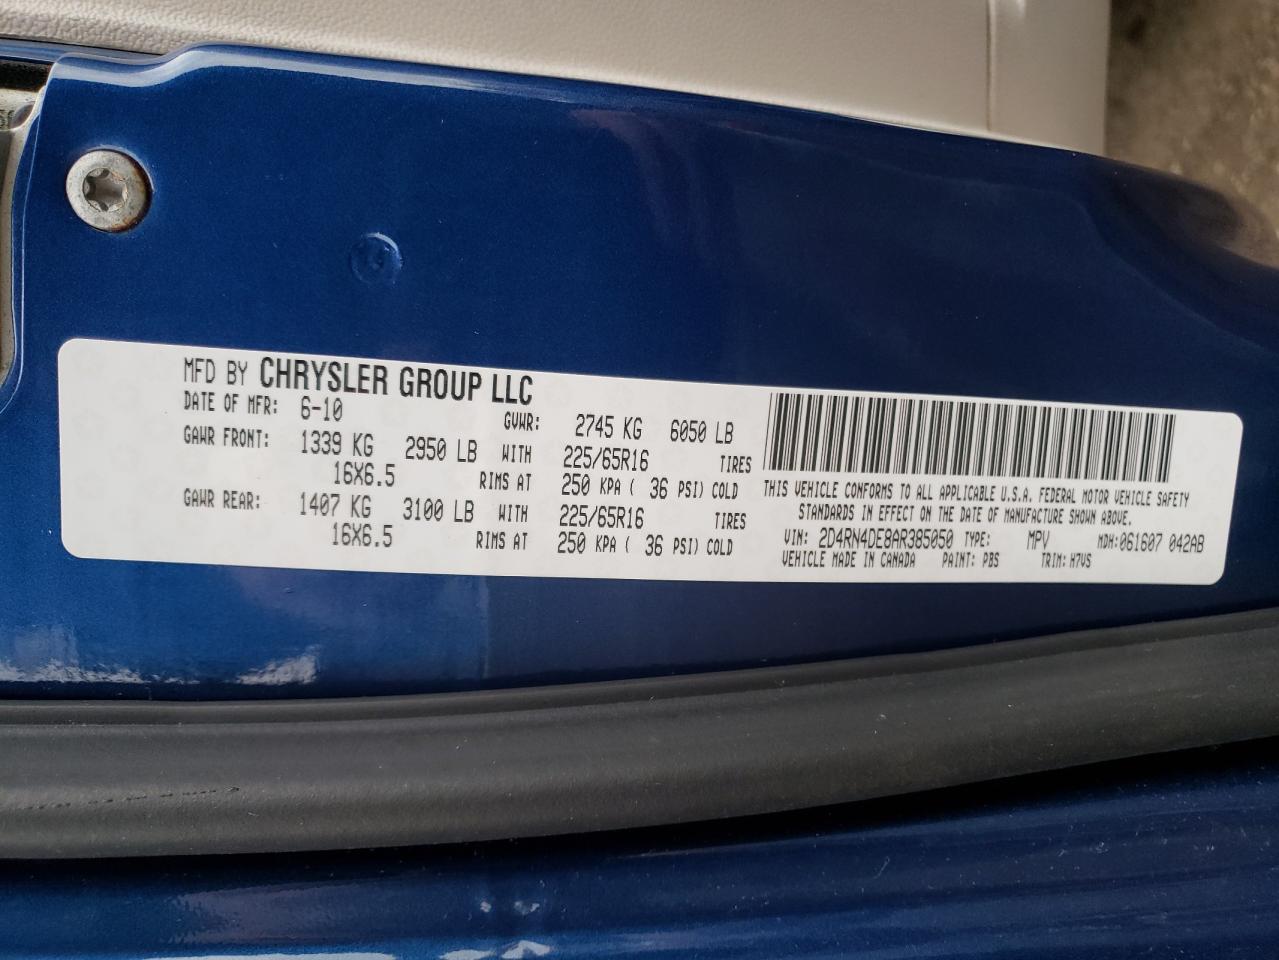 MFD BY CHRYSLER GROUP LLC
DATE OF MFR: 6-10 GVWR: 2745 KG 6050 LB
GAWR FRONT: 1339 KG 2950 LB WITH 225/65R16 TIRES
16X6.5 RIMS AT 250 KPA ( 36 PSI) COLD
GAWR REAR: 1407 KG 3100 LB WITH 225/65R16 TIRES
16X6.5 RIMS AT 250 KPA ( 36 PSI) COLD
THIS VEHICLE CONFORMS TO ALL APPLICABLE U.S.A. FEDERAL MOTOR VEHICLE SAFETY
STANDARDS IN EFFECT ON THE DATE OF MANUFACTURE SHOWN ABOVE.
VIN: 2D4RN4DE8AR385050 TYPE: MPV MDH:061607 042AB
VEHICLE MADE IN CANADA PAINT: PBS TRIM: H7VS